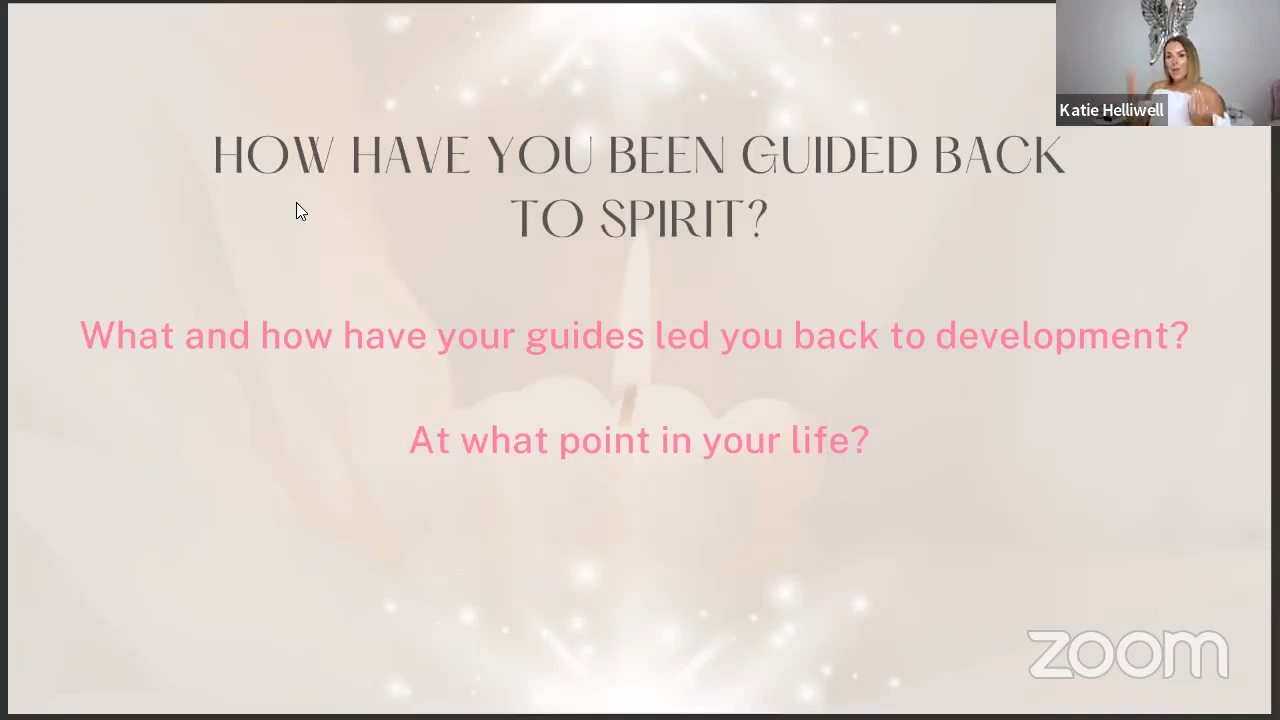 Katie Helliwell
HOW HAVE YOU BEEN GUIDED BACK
TO SPIRIT?
What and how have your guides led you back to development?
At what point in your life?
zoom